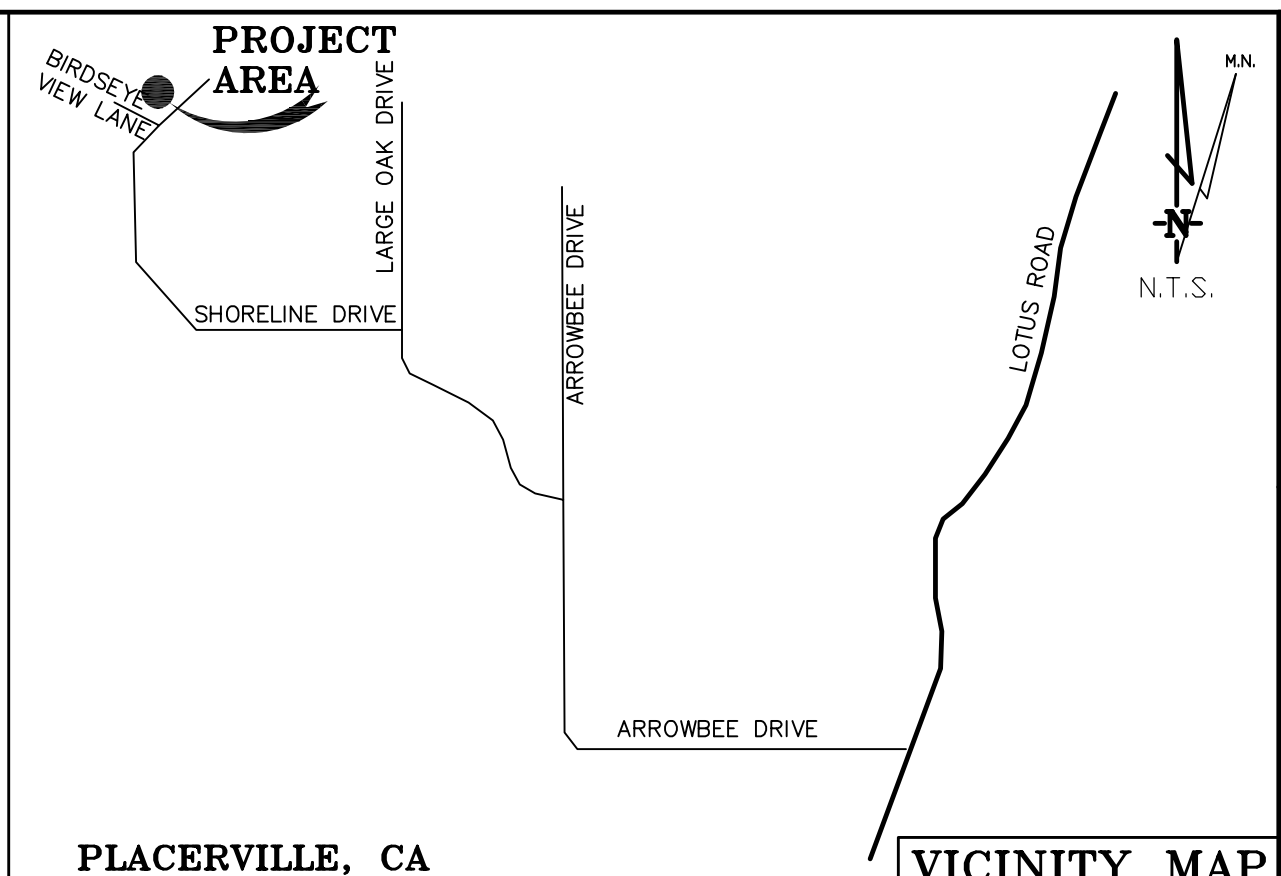 PROJECT
AREA
BIRDSEYE
VIEW LANE
LARGE OAK DRIVE
SHORELINE DRIVE
ARROWBEE DRIVE
LOTUS ROAD
M.N.
N
N.T.S.
ARROWBEE DRIVE
PLACERVILLE, CA
VICINITY MAP